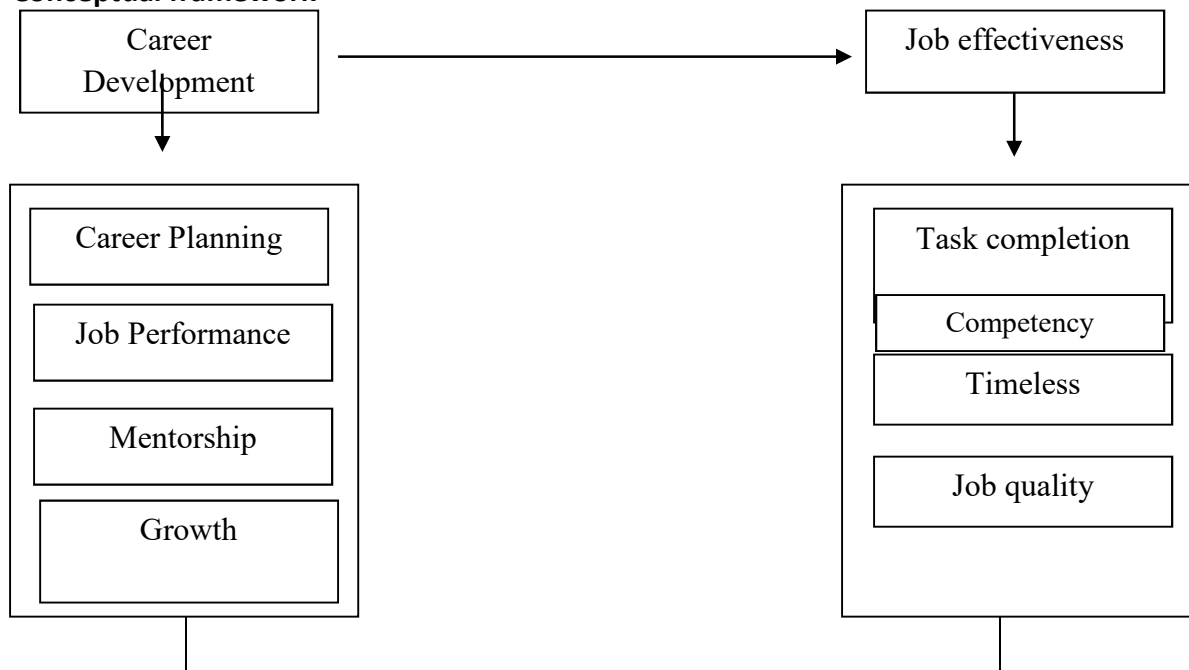 Conceptual framework
Career
Development
Job effectiveness
Career Planning
Job Performance
Mentorship
Growth
Task completion
Competency
Timeless
Job quality